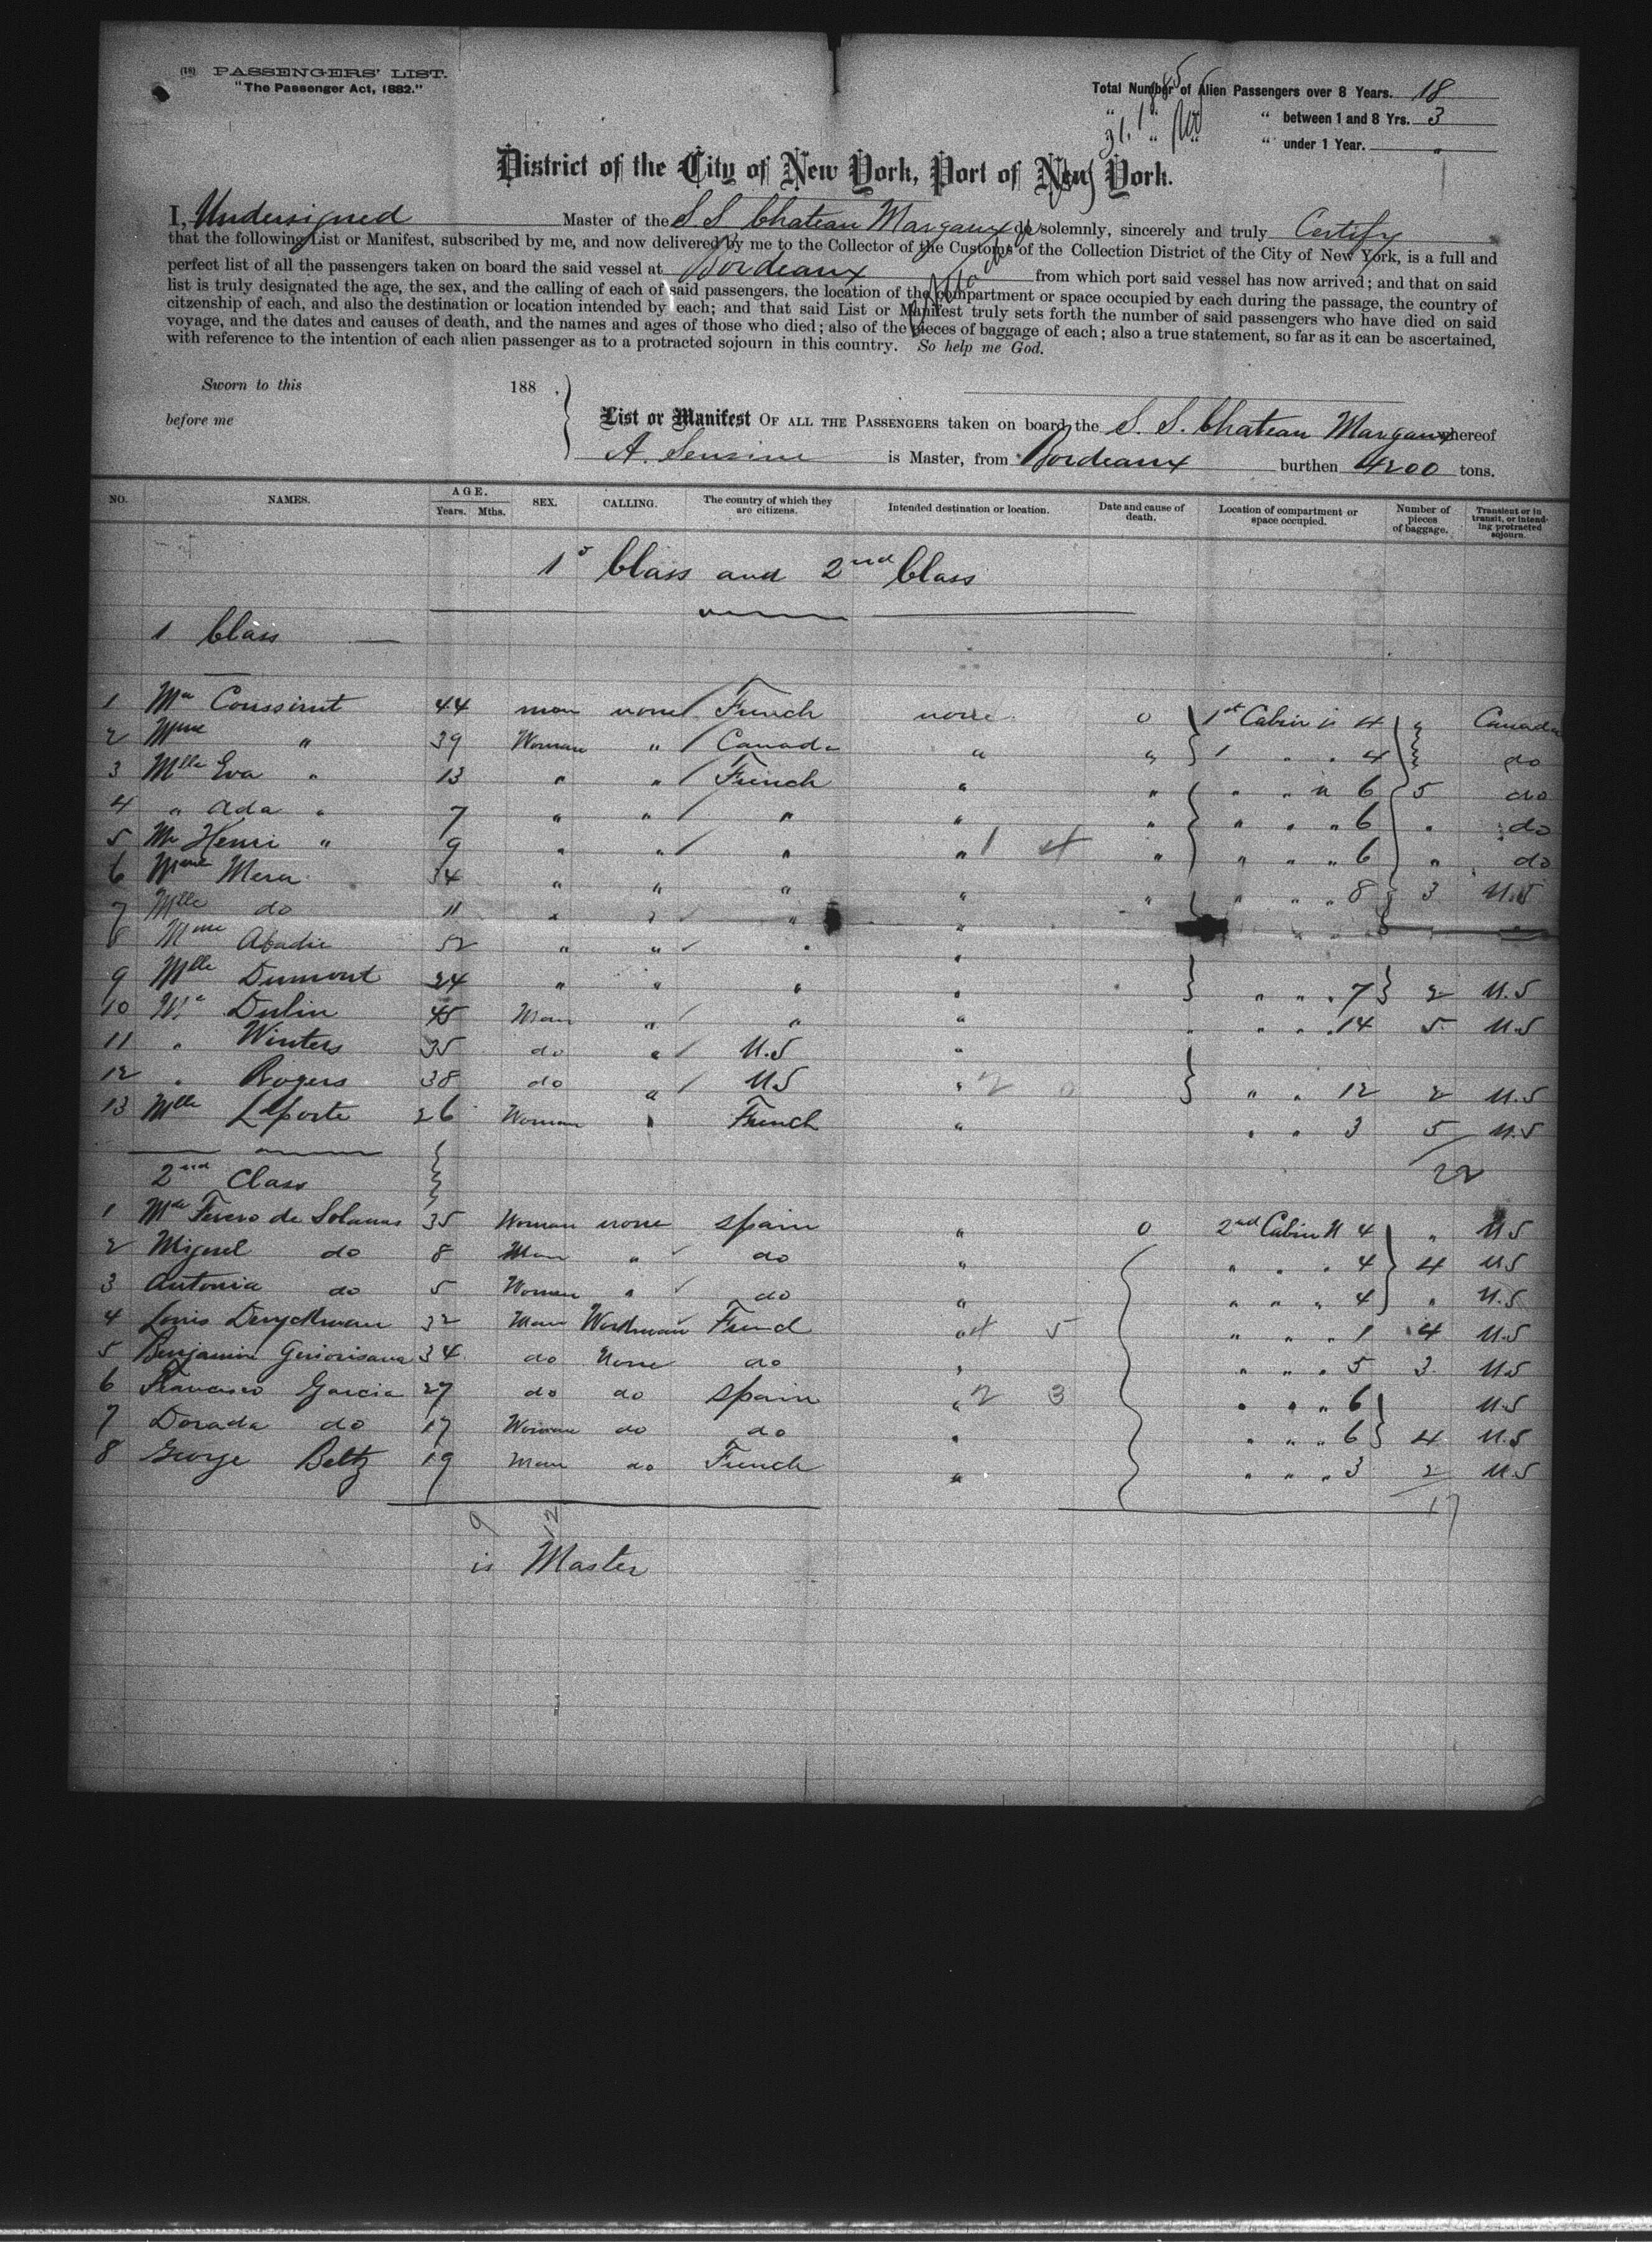 (18) PASSENGERS' LIST.
"The Passenger Act, 1882."
Total Number of Alien Passengers over 8 Years. 18
" " " between 1 and 8 Yrs. 3
" " " under 1 Year. "
District of the City of New York, Port of New York.
I, Undersigned Master of the S. S Chateau Margaux do solemnly, sincerely and truly Certify
that the following List or Manifest, subscribed by me, and now delivered by me to the Collector of the Customs of the Collection District of the City of New York, is a full and
perfect list of all the passengers taken on board the said vessel at Bordeaux from which port said vessel has now arrived; and that on said
list is truly designated the age, the sex, and the calling of each of said passengers, the location of the compartment or space occupied by each during the passage, the country of
citzenship of each, and also the destination or location intended by each; and that said List or Manifest truly sets forth the number of said passengers who have died on said
voyage, and the dates and causes of death, and the names and ages of those who died; also of the pieces of baggage of each; also a true statement, so far as it can be ascertained,
with reference to the intention of each alien passenger as to a protracted sojourn in this country. So help me God.
Sworn to this 188 .
before me
List or Manifest OF ALL THE PASSENGERS taken on board the S. S. Chateau Margaux whereof
A. Sensine is Master, from Bordeaux burthen 4200 tons.
NO. NAMES. AGE. Years. Mths. SEX. CALLING. The country of which they are citizens. Intended destination or location. Date and cause of death. Location of compartment or space occupied. Number of pieces of baggage. Transient or in transit, or intending protracted sojourn.
1s Class and 2nd Class
1 Class
1 Mr Coussirat 44 man none French none 0 1st Cabin n 4 " Canada
2 Mme " 39 Woman " Canada " " 1 " " 4 do
3 Mlle Eva " 13 " " French " " " " n 6 5 do
4 " Ada " 7 " " " " " " " " 6 " do
5 Mr Henri " 9 " " " " 1 4 " " " " 6 " do
6 Mme Mera 34 " " " " " " " " 8 3 U.S
7 Mlle do 11 " " " "
8 Mme Abadie 52 " " " "
9 Mlle Dumont 24 " " " " " " " 7 2 U.S
10 Mr Dulin 45 Man " " " " " " 14 5 U.S
11 " Winters 35 do " U.S "
12 " Rogers 38 do " U.S " 2 0 " " 12 2 U.S
13 Mlle Laporte 26 Woman " French " " " 3 5 U.S
22
2nd Class
1 Mde Ferero de Solanas 35 Woman none Spain " 0 2nd Cabin N 4 " U.S
2 Miguel do 8 Man " do " " " " 4 4 U.S
3 Antonia do 5 Woman " do " " " " 4 " U.S
4 Louis 32 Man Workman French " 4 5 " " " 1 4 U.S
5 Benjamin 34 do None do " " " " 5 3 U.S
6 Francisco Garcia 27 do do Spain " 2 3 " " " 6 U.S
7 Dorada do 17 Woman do do " " " " 6 4 U.S
8 George Beltz 19 Man do French " " " " 3 2 U.S
17
9 12
is Master